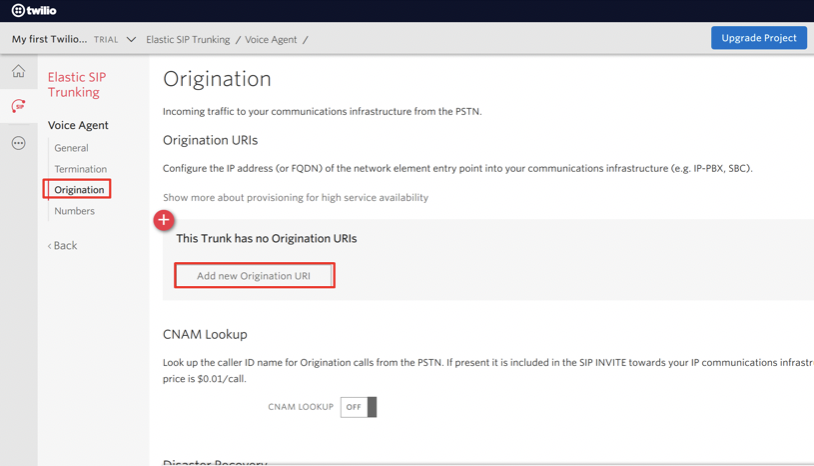 twilio
My first Twilio... TRIAL Elastic SIP Trunking / Voice Agent / Upgrade Project
Elastic SIP
Trunking
Voice Agent
General
Termination
Origination
Numbers
‹ Back
SIP
Origination
Incoming traffic to your communications infrastructure from the PSTN.
Origination URIs
Configure the IP address (or FQDN) of the network element entry point into your communications infrastructure (e.g. IP-PBX, SBC).
Show more about provisioning for high service availability
This Trunk has no Origination URIs
Add new Origination URI
CNAM Lookup
Look up the caller ID name for Origination calls from the PSTN. If present it is included in the SIP INVITE towards your IP communications infrastr
price is $0.01/call.
CNAM LOOKUP OFF
Disaster Recovery